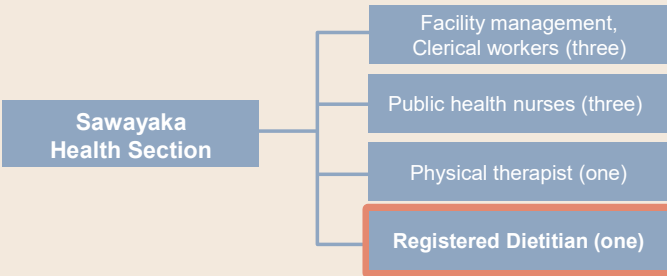 Sawayaka
Health Section
Facility management,
Clerical workers (three)
Public health nurses (three)
Physical therapist (one)
Registered Dietitian (one)